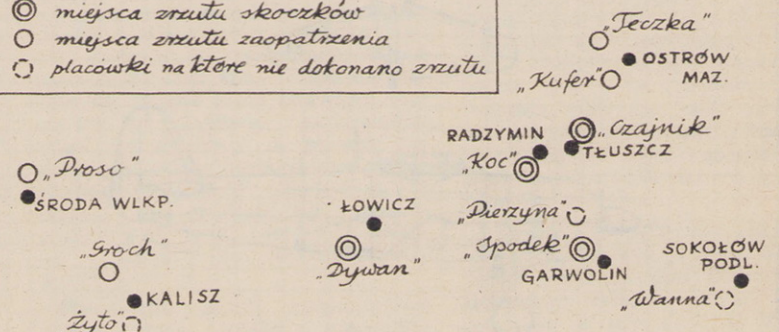 miejsca zrzutu skoczków
miejsca zrzutu zaopatrzenia
placówki na które nie dokonano zrzutu
„Teczka”
OSTRÓW
MAZ.
„Kufer”
RADZYMIN
„Czajnik”
TŁUSZCZ
„Koc”
„Proso”
ŚRODA WLKP.
ŁOWICZ
„Pierzyna”
„Groch”
„Dywan”
„Spodek”
GARWOLIN
SOKOŁÓW
PODL.
KALISZ
„Wanna”
Żyto”